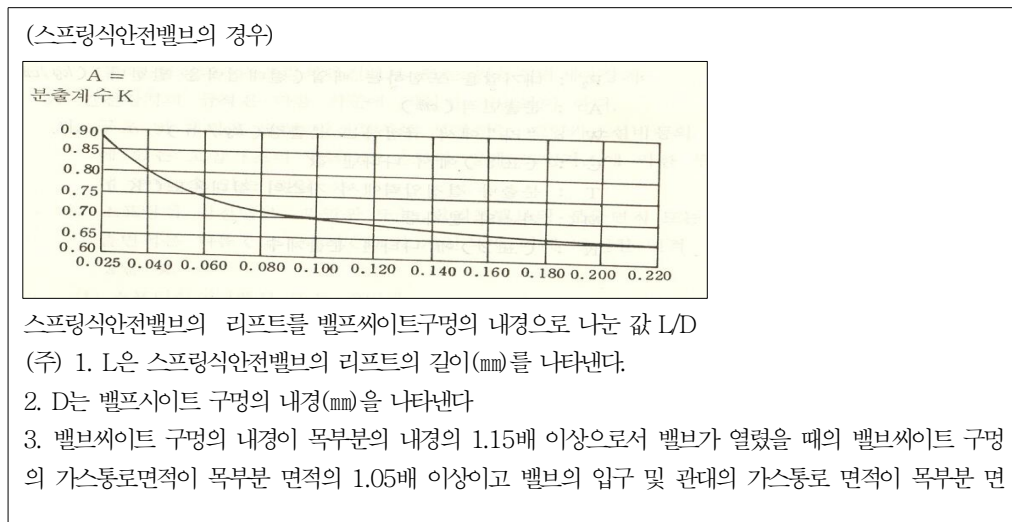 (스프링식안전밸브의 경우)
A =
분출계수 K
0.90
0.85
0.80
0.75
0.70
0.65
0.60
0.025 0.040 0.060 0.080 0.100 0.120 0.140 0.160 0.180 0.200 0.220
스프링식안전밸브의 리프트를 밸프씨이트구멍의 내경으로 나눈 값 L/D
(주) 1. L은 스프링식안전밸브의 리프트의 길이(㎜)를 나타낸다.
2. D는 밸프시이트 구멍의 내경(㎜)을 나타낸다
3. 밸브씨이트 구멍의 내경이 목부분의 내경의 1.15배 이상으로서 밸브가 열렸을 때의 밸브씨이트 구멍
의 가스통로면적이 목부분 면적의 1.05배 이상이고 밸브의 입구 및 관대의 가스통로 면적이 목부분 면